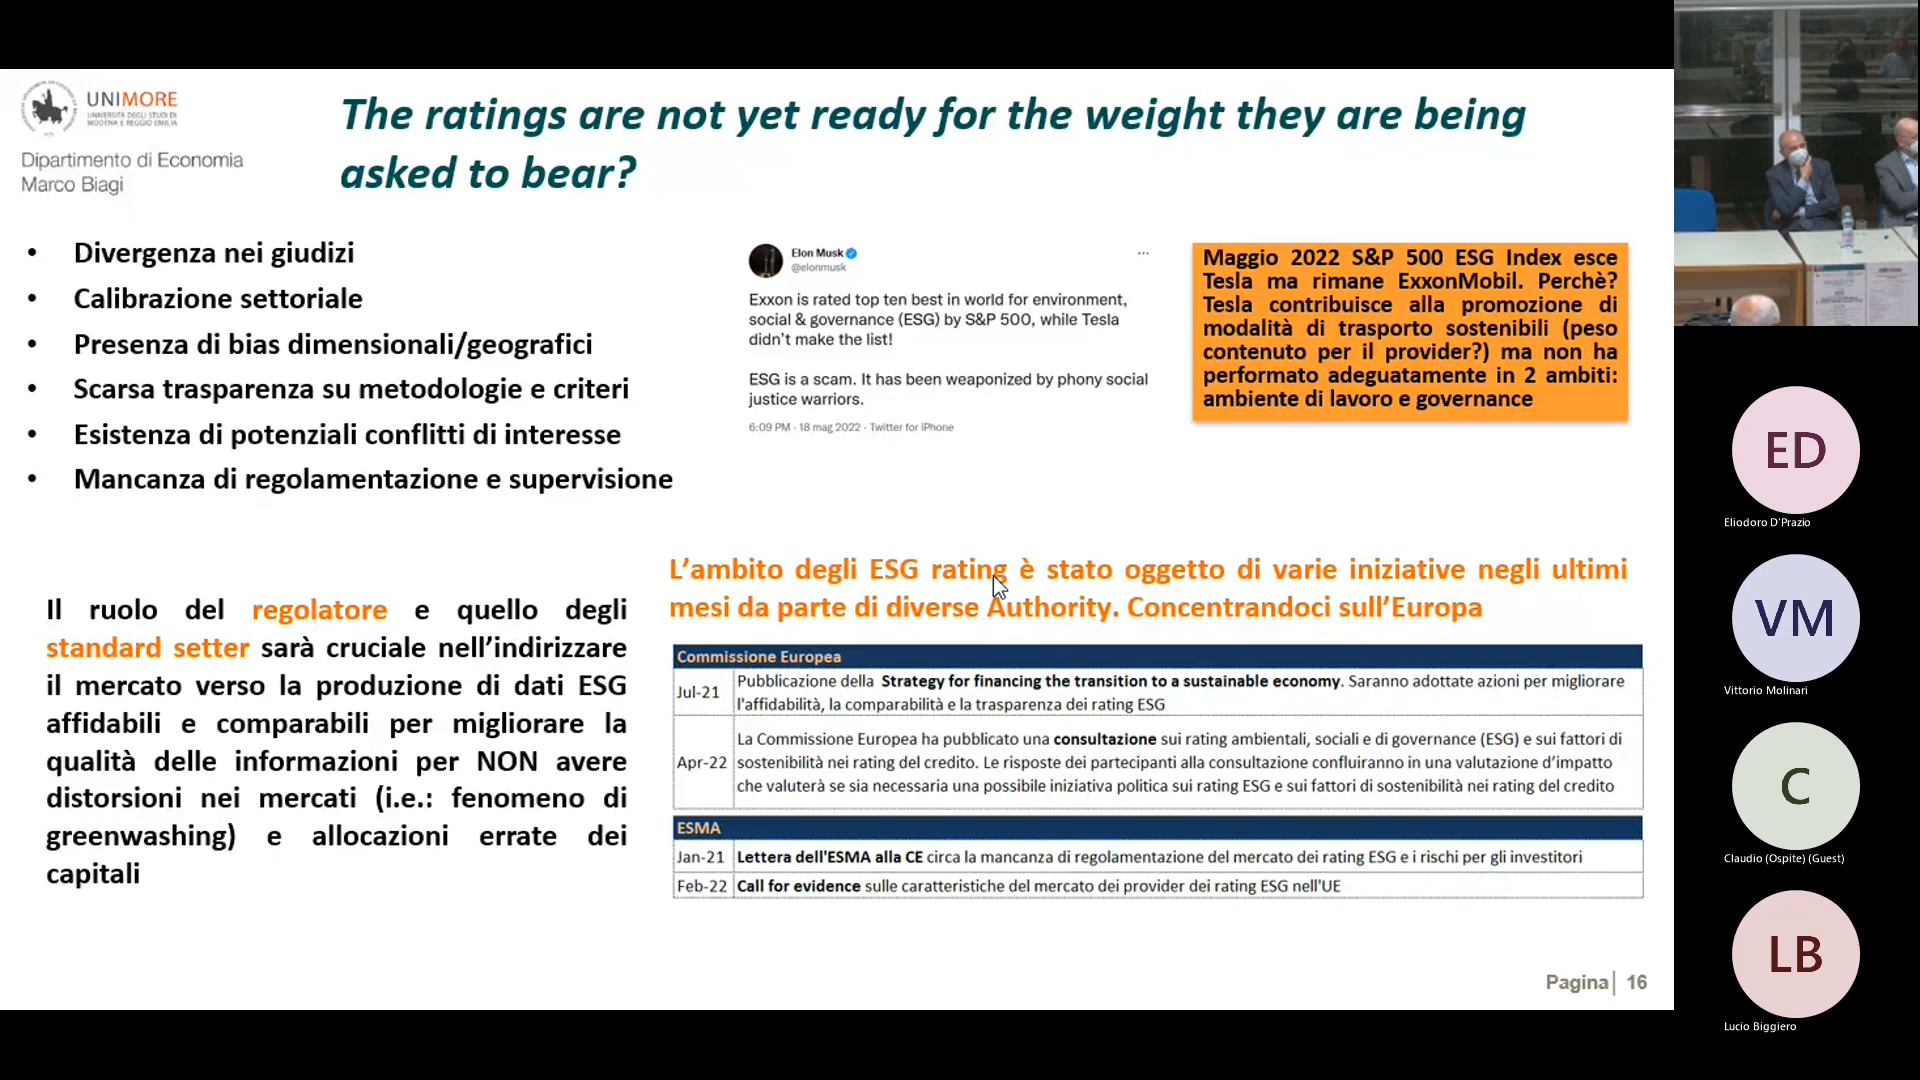 UNIMORE
UNIVERSITÀ DEGLI STUDI DI
MODENA E REGGIO EMILIA
Dipartimento di Economia
Marco Biagi
The ratings are not yet ready for the weight they are being
asked to bear?
• Divergenza nei giudizi
• Calibrazione settoriale
• Presenza di bias dimensionali/geografici
• Scarsa trasparenza su metodologie e criteri
• Esistenza di potenziali conflitti di interesse
• Mancanza di regolamentazione e supervisione
Elon Musk
@elonmusk
...
Exxon is rated top ten best in world for environment,
social & governance (ESG) by S&P 500, while Tesla
didn't make the list!
ESG is a scam. It has been weaponized by phony social
justice warriors.
6:09 PM · 18 mag 2022 · Twitter for iPhone
Maggio 2022 S&P 500 ESG Index esce
Tesla ma rimane ExxonMobil. Perchè?
Tesla contribuisce alla promozione di
modalità di trasporto sostenibili (peso
contenuto per il provider?) ma non ha
performato adeguatamente in 2 ambiti:
ambiente di lavoro e governance
Il ruolo del regolatore e quello degli
standard setter sarà cruciale nell'indirizzare
il mercato verso la produzione di dati ESG
affidabili e comparabili per migliorare la
qualità delle informazioni per NON avere
distorsioni nei mercati (i.e.: fenomeno di
greenwashing) e allocazioni errate dei
capitali
L'ambito degli ESG rating è stato oggetto di varie iniziative negli ultimi
mesi da parte di diverse Authority. Concentrandoci sull'Europa
Commissione Europea
Jul-21
Pubblicazione della Strategy for financing the transition to a sustainable economy. Saranno adottate azioni per migliorare
l'affidabilità, la comparabilità e la trasparenza dei rating ESG
Apr-22
La Commissione Europea ha pubblicato una consultazione sui rating ambientali, sociali e di governance (ESG) e sui fattori di
sostenibilità nei rating del credito. Le risposte dei partecipanti alla consultazione confluiranno in una valutazione d'impatto
che valuterà se sia necessaria una possibile iniziativa politica sui rating ESG e sui fattori di sostenibilità nei rating del credito
ESMA
Jan-21 Lettera dell'ESMA alla CE circa la mancanza di regolamentazione del mercato dei rating ESG e i rischi per gli investitori
Feb-22 Call for evidence sulle caratteristiche del mercato dei provider dei rating ESG nell'UE
Pagina| 16
ED
Eliodoro D'Prazio
VM
Vittorio Molinari
C
Claudio (Ospite) (Guest)
LB
Lucio Biggiero